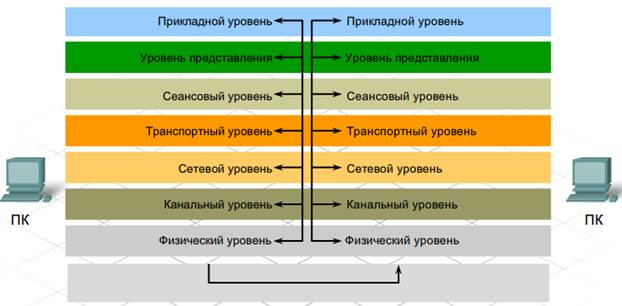 Прикладной уровень Прикладной уровень
Уровень представления Уровень представления
Сеансовый уровень Сеансовый уровень
Транспортный уровень Транспортный уровень
Сетевой уровень Сетевой уровень
Канальный уровень Канальный уровень
ПК ПК
Физический уровень Физический уровень